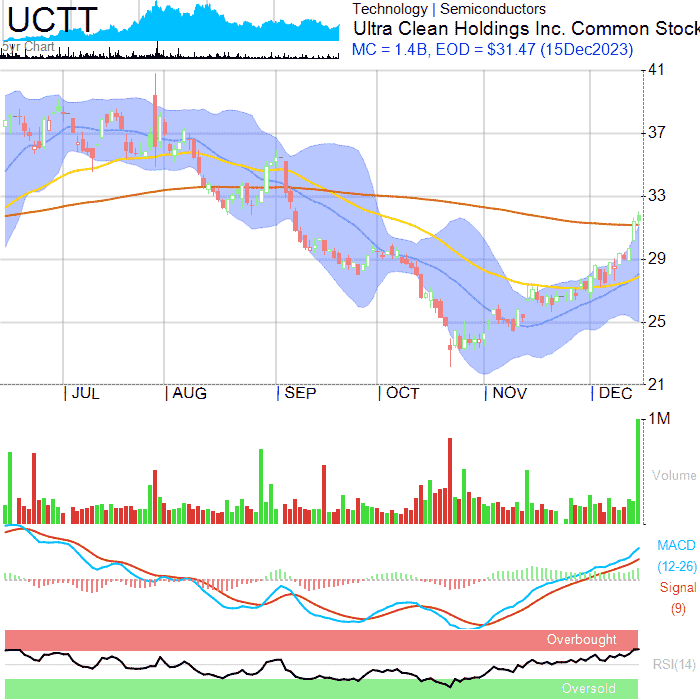 UCTT
5yr Chart
Technology | Semiconductors
Ultra Clean Holdings Inc. Common Stock
MC = 1.4B, EOD = $31.47 (15Dec2023)
41
37
33
29
25
21
JUL AUG SEP OCT NOV DEC
1M
Volume
MACD
(12-26)
Signal
(9)
Overbought
RSI(14)
Oversold